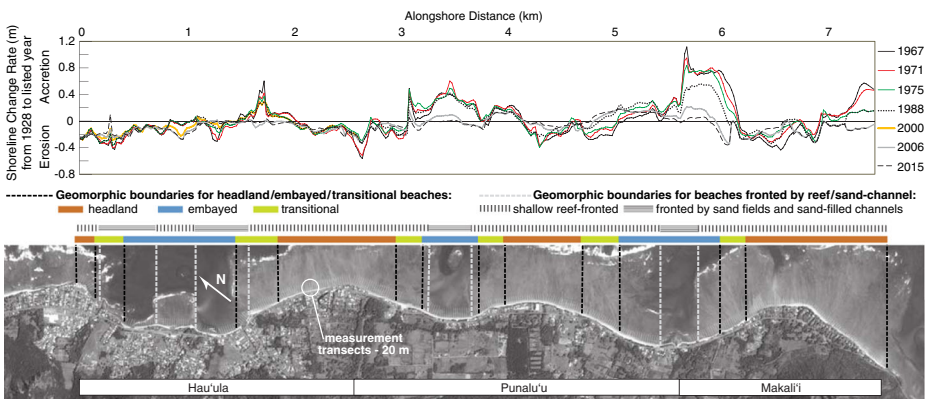 Alongshore Distance (km)
0 1 2 3 4 5 6 7
Shoreline Change Rate (m)
from 1928 to listed year
Erosion Accretion
1.2
0.8
0.4
0
-0.4
-0.8
1967
1971
1975
1988
2000
2006
2015
Geomorphic boundaries for headland/embayed/transitional beaches:
headland embayed transitional
Geomorphic boundaries for beaches fronted by reef/sand-channel:
shallow reef-fronted fronted by sand fields and sand-filled channels
N
measurement
transects - 20 m
Hau‘ula Punalu‘u Makali‘i